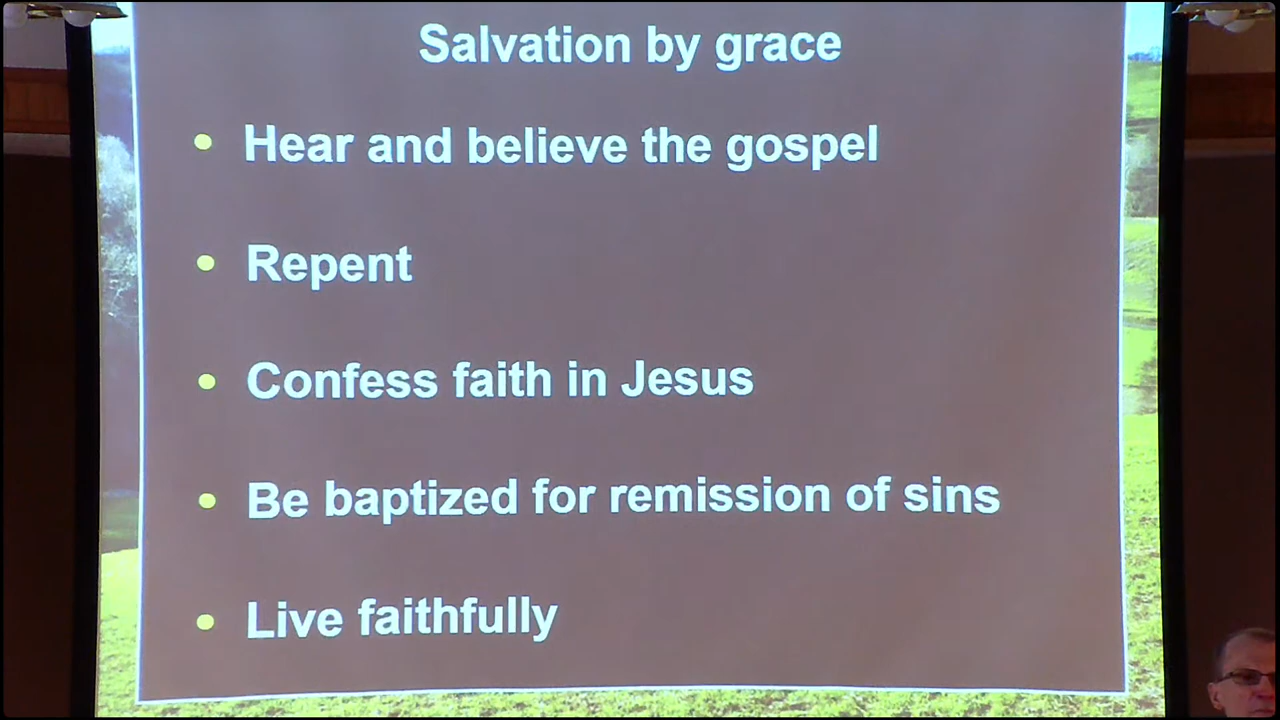 Salvation by grace
Hear and believe the gospel
Repent
Confess faith in Jesus
Be baptized for remission of sins
Live faithfully